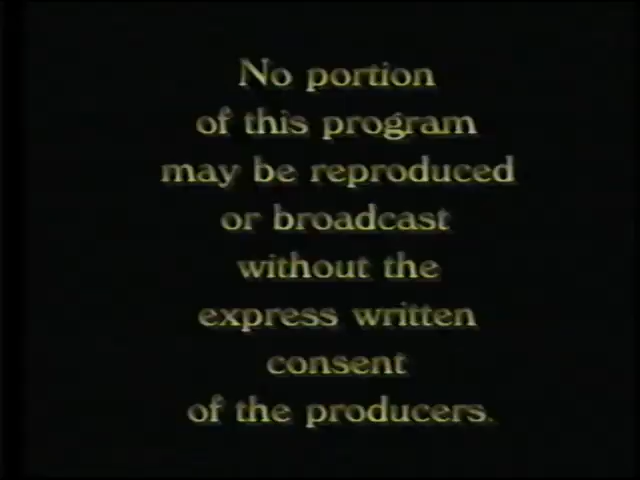 No portion
of this program
may be reproduced
or broadcast
without the
express written
consent
of the producers.